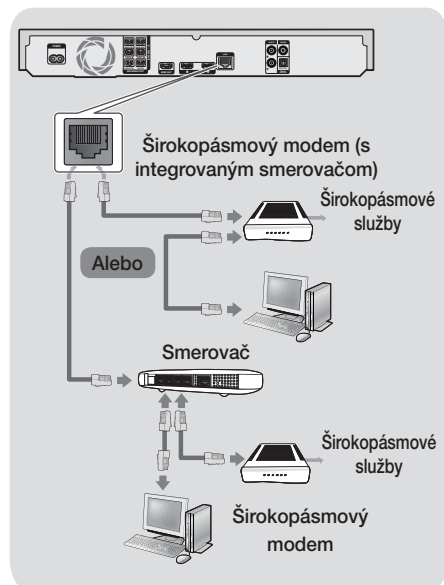 Širokopásmový modem (s
integrovaným smerovačom)
Širokopásmové
služby
Alebo
Smerovač
Širokopásmové
služby
Širokopásmový
modem